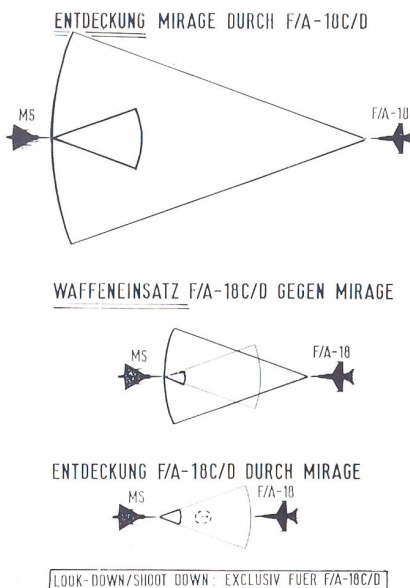 ENTDECKUNG MIRAGE DURCH F/A-18C/D
MS
F/A-18
WAFFENEINSATZ F/A-18C/D GEGEN MIRAGE
MS
F/A-18
ENTDECKUNG F/A-18C/D DURCH MIRAGE
MS
F/A-18
LOOK-DOWN/SHOOT DOWN: EXCLUSIV FUER F/A-18C/D